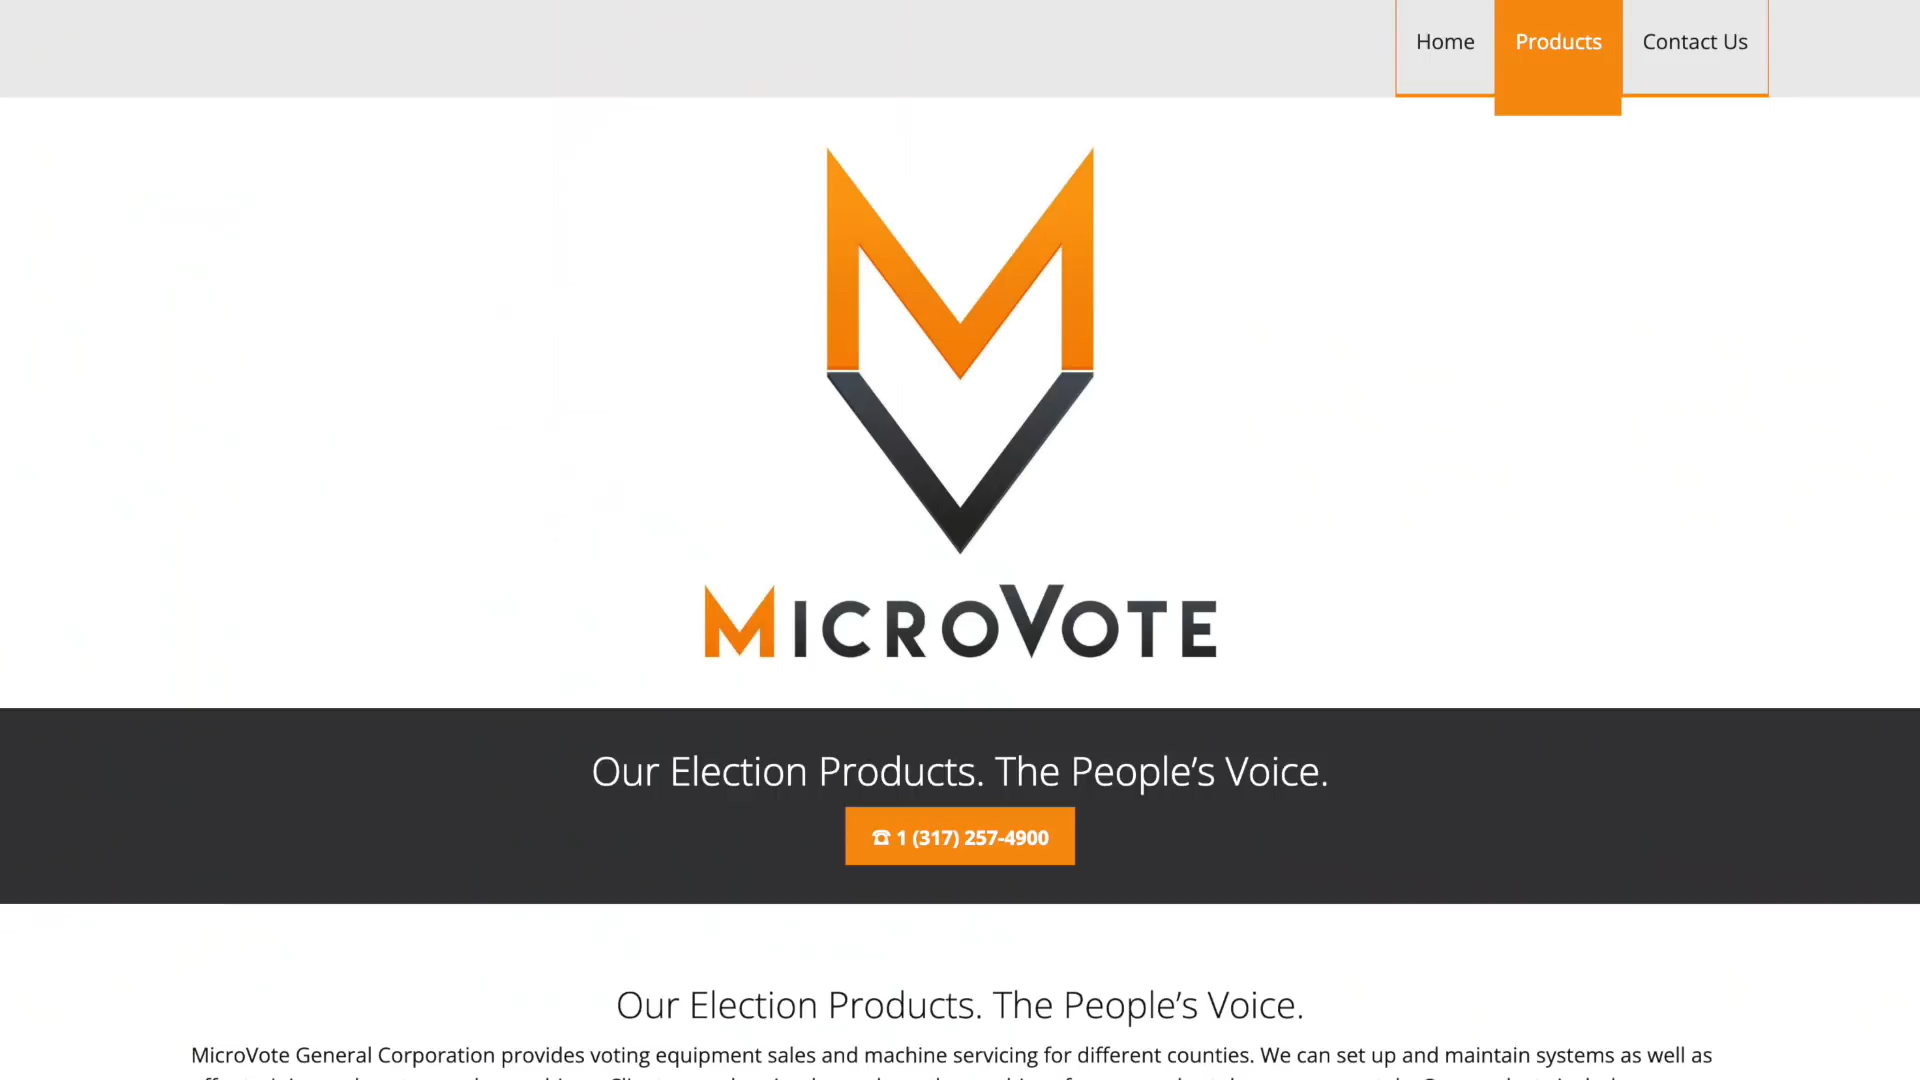 Home Products Contact Us
MICROVOTE
Our Election Products. The People’s Voice.
☎ 1 (317) 257-4900
Our Election Products. The People’s Voice.
MicroVote General Corporation provides voting equipment sales and machine servicing for different counties. We can set up and maintain systems as well as